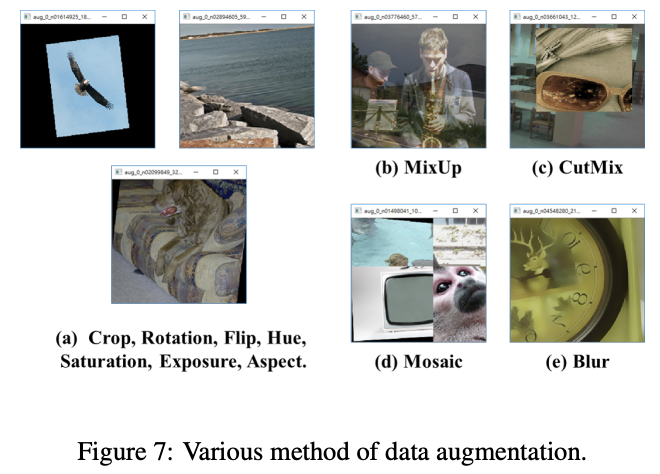 aug_0_n01614925_18...
aug_0_n02894605_59...
aug_0_n03776460_57...
aug_0_n03661043_12...
(b) MixUp
(c) CutMix
aug_0_n02099849_32...
aug_0_n01498041_10...
aug_0_n04548280_21...
(a) Crop, Rotation, Flip, Hue,
Saturation, Exposure, Aspect.
(d) Mosaic
(e) Blur
Figure 7: Various method of data augmentation.